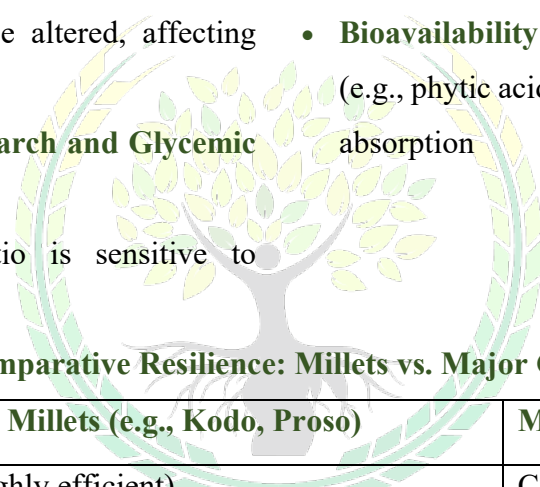 e altered, affecting
arch and Glycemic
tio is sensitive to
• Bioavailability
(e.g., phytic acid
absorption
mparative Resilience: Millets vs. Major
Millets (e.g., Kodo, Proso)
ghly efficient)